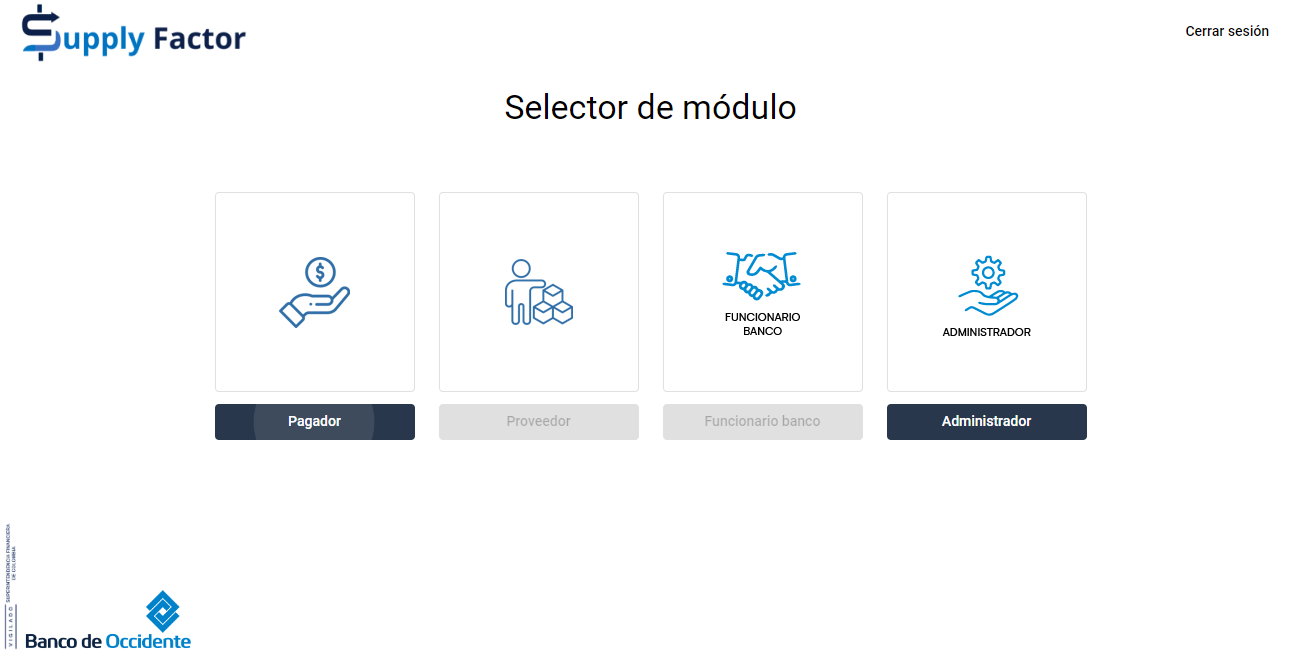 Supply Factor
Cerrar sesión
Selector de módulo
$
$
FUNCIONARIO
BANCO
ADMINISTRADOR
Pagador
Proveedor
Funcionario banco
Administrador
VIGILADO SUPERINTENDENCIA FINANCIERA
DE COLOMBIA
Banco de Occidente